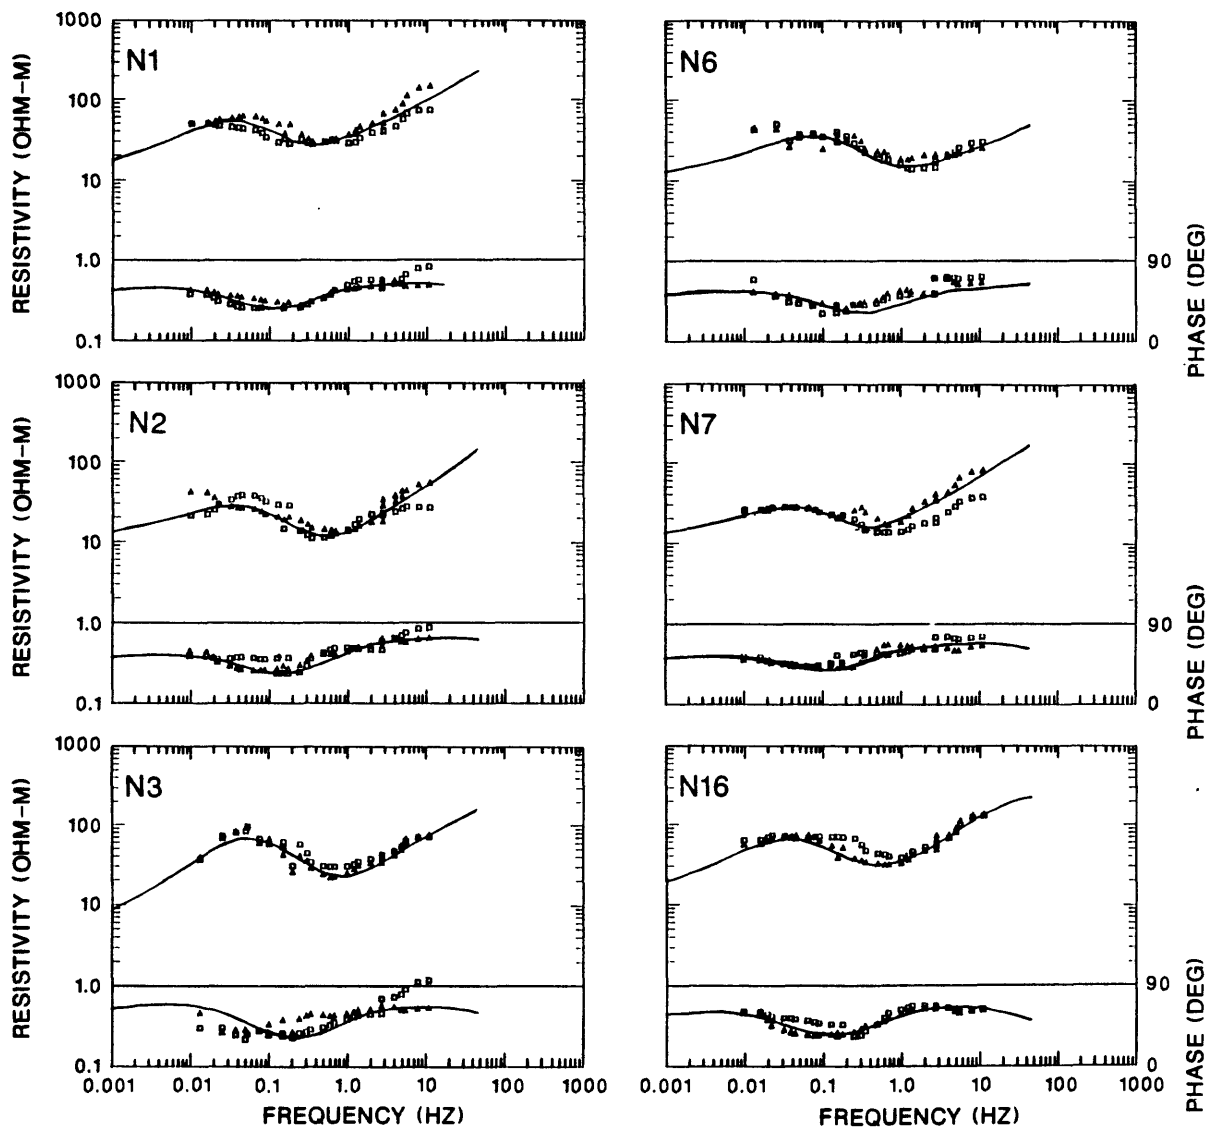 1000
100
10
1.0
0.1
RESISTIVITY (OHM-M)
N1
N6
90
0
PHASE (DEG)
1000
100
10
1.0
0.1
RESISTIVITY (OHM-M)
N2
N7
90
0
PHASE (DEG)
1000
100
10
1.0
0.1
RESISTIVITY (OHM-M)
N3
N16
90
0
PHASE (DEG)
0.001 0.01 0.1 1.0 10 100 1000
FREQUENCY (HZ)
0.001 0.01 0.1 1.0 10 100 1000
FREQUENCY (HZ)